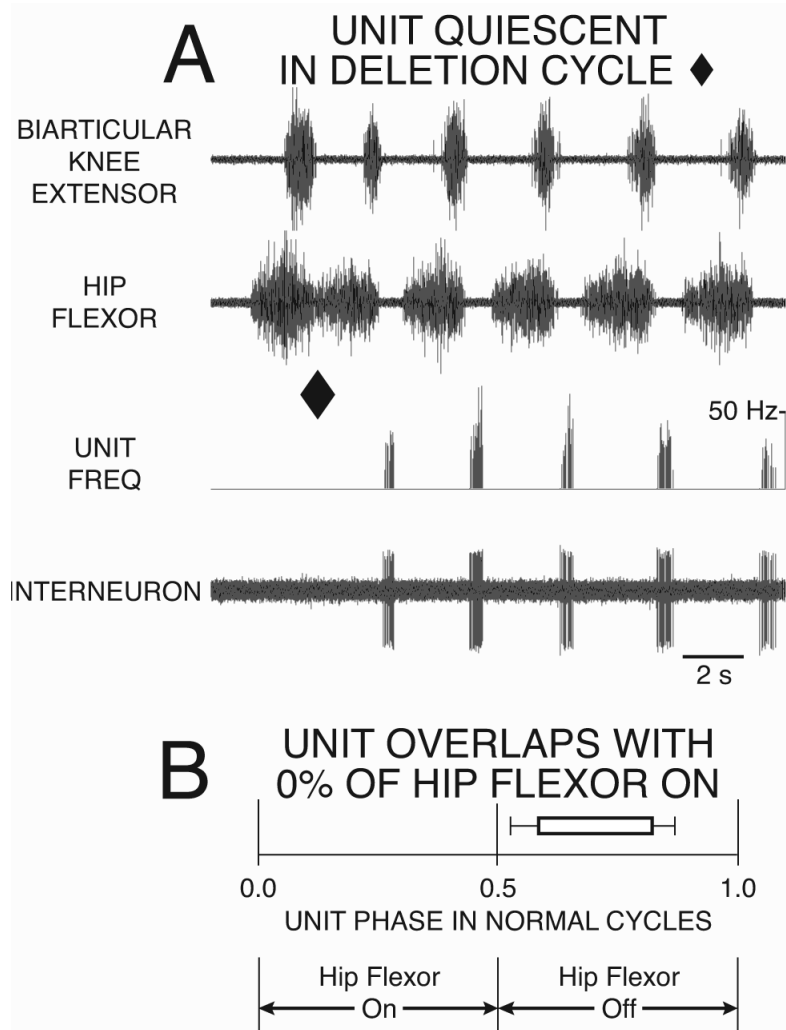 A
UNIT QUIESCENT
IN DELETION CYCLE
BIARTICULAR
KNEE
EXTENSOR
HIP
FLEXOR
50 Hz
UNIT
FREQ
INTERNEURON
2 s
B
UNIT OVERLAPS WITH
0% OF HIP FLEXOR ON
0.0 0.5 1.0
UNIT PHASE IN NORMAL CYCLES
Hip Flexor Hip Flexor
On Off